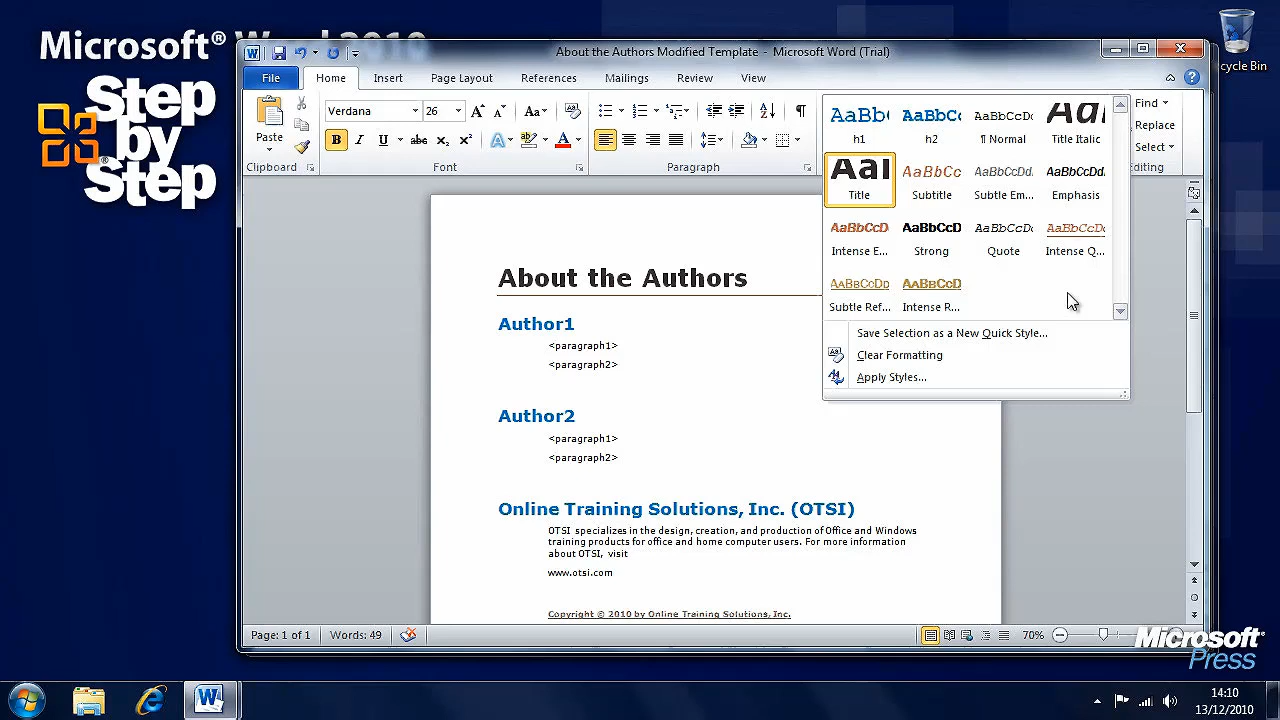 Microsoft® Word 2010
Step
by
Step
®
About the Authors Modified Template - Microsoft Word (Trial)
File Home Insert Page Layout References Mailings Review View
Paste
Clipboard
Verdana 26
Font
Paragraph
Find
Replace
Select
Editing
AaBb( AaBbC( AaBbCcDc AaI
h1 h2 ¶ Normal Title Italic
AaI AaBbCc AaBbCcDd AaBbCcDd
Title Subtitle Subtle Em... Emphasis
AaBbCcD AaBbCcD AaBbCcDd AaBbCcDd
Intense E... Strong Quote Intense Q...
AaBbCcDd AaBbCcD
Subtle Ref... Intense R...
Save Selection as a New Quick Style...
Clear Formatting
Apply Styles...
About the Authors
Author1
<paragraph1>
<paragraph2>
Author2
<paragraph1>
<paragraph2>
Online Training Solutions, Inc. (OTSI)
OTSI specializes in the design, creation, and production of Office and Windows
training products for office and home computer users. For more information
about OTSI, visit
www.otsi.com
Copyright © 2010 by Online Training Solutions, Inc.
Page: 1 of 1 Words: 49 70%
Microsoft®
Press
cycle Bin
14:10
13/12/2010